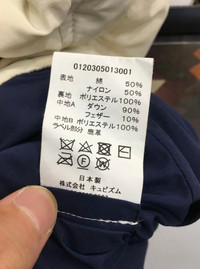 0120305013001
表地 綿 50%
ナイロン 50%
裏地 ポリエステル100%
中地A ダウン 90%
フェザー 10%
中地B ポリエステル100%
ラベル部分 鹿革
F W
日本製
株式会社 キュビズム